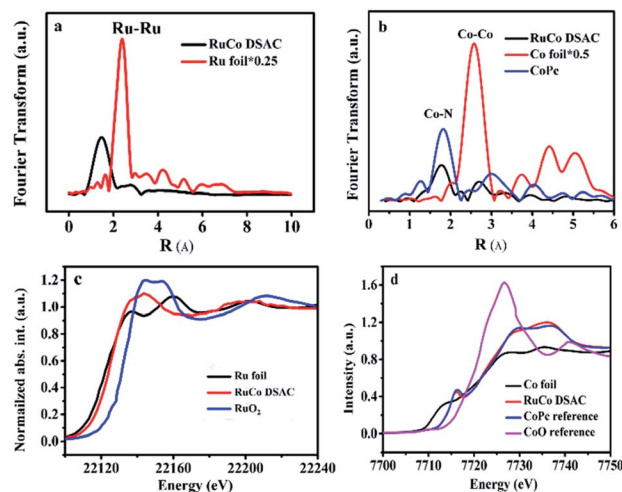 a
Ru-Ru
RuCo DSAC
Ru foil*0.25
Fourier Transform (a.u.)
0 2 4 6 8 10
R (Å)
b
Co-Co
RuCo DSAC
Co foil*0.5
CoPc
Co-N
Fourier Transform (a.u.)
0 1 2 3 4 5 6
R (Å)
c
1.4
1.2
1.0
0.8
0.6
0.4
0.2
0.0
Normanlized abs. int. (a.u.)
Ru foil
RuCo DSAC
RuO₂
22120 22160 22200 22240
Energy (eV)
d
1.6
1.2
0.8
0.4
0.0
Intensity (a.u.)
Co foil
RuCo DSAC
CoPc reference
CoO reference
7700 7710 7720 7730 7740 7750
Energy (eV)